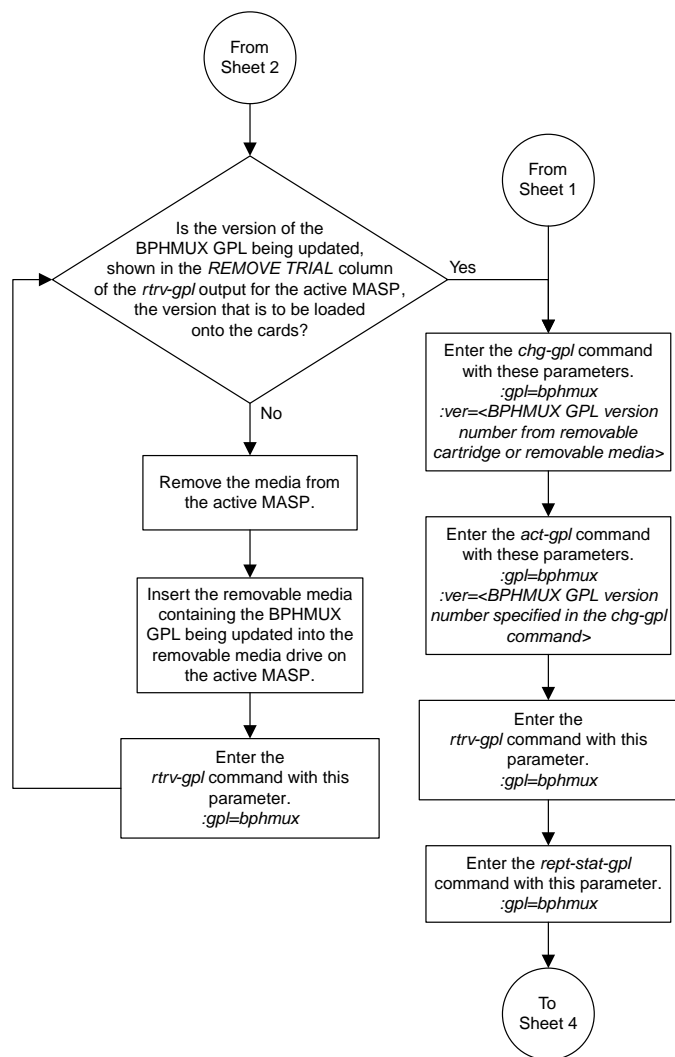 From
Sheet 2
Is the version of the
BPHMUX GPL being updated,
shown in the REMOVE TRIAL column
of the rtrv-gpl output for the active MASP,
the version that is to be loaded
onto the cards?
Yes
No
Remove the media from
the active MASP.
Insert the removable media
containing the BPHMUX
GPL being updated into the
removable media drive on
the active MASP.
Enter the
rtrv-gpl command with this
parameter.
:gpl=bphmux
From
Sheet 1
Enter the chg-gpl command
with these parameters.
:gpl=bphmux
:ver=<BPHMUX GPL version
number from removable
cartridge or removable media>
Enter the act-gpl command
with these parameters.
:gpl=bphmux
:ver=<BPHMUX GPL version
number specified in the chg-gpl
command>
Enter the
rtrv-gpl command with this
parameter.
:gpl=bphmux
Enter the rept-stat-gpl
command with this parameter.
:gpl=bphmux
To
Sheet 4